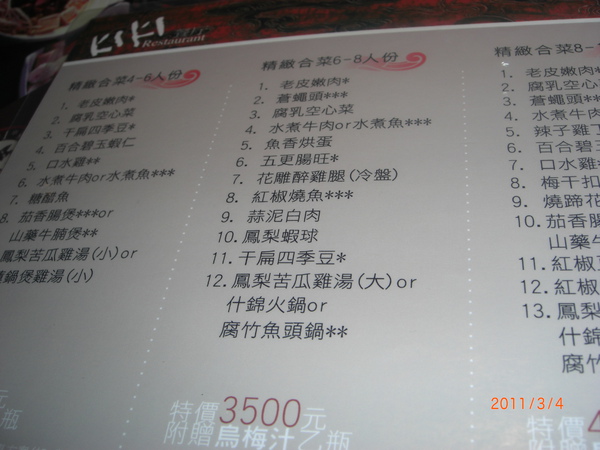 KIKI 餐廳
Restaurant
精緻合菜4-6人份
1. 老皮嫩肉*
2. 腐乳空心菜
3. 干扁四季豆*
4. 百合碧玉蝦仁
5. 口水雞**
6. 水煮牛肉or水煮魚***
7. 糖醋魚
8. 茄香腸煲***or
山藥牛腩煲**
鳳梨苦瓜雞湯(小)or
鍋煲雞湯(小)
瓶
精緻合菜6-8人份
1. 老皮嫩肉*
2. 蒼蠅頭***
3. 腐乳空心菜
4. 水煮牛肉or水煮魚***
5. 魚香烘蛋
6. 五更腸旺*
7. 花雕醉雞腿(冷盤)
8. 紅椒燒魚***
9. 蒜泥白肉
10. 鳳梨蝦球
11. 干扁四季豆*
12. 鳳梨苦瓜雞湯(大)or
什錦火鍋or
腐竹魚頭鍋**
特價3500元
附贈烏梅汁乙瓶
精緻合菜8-
1. 老皮嫩肉*
2. 腐乳空心
3. 蒼蠅頭**
4. 水煮牛肉
5. 辣子雞丁
6. 百合碧玉
7. 口水雞*
8. 梅干扣
9. 燒蹄花
10. 茄香腸
山藥牛
11. 紅椒
12. 紅椒
13. 鳳梨
什錦
腐竹
特價4
附贈
2011/3/4